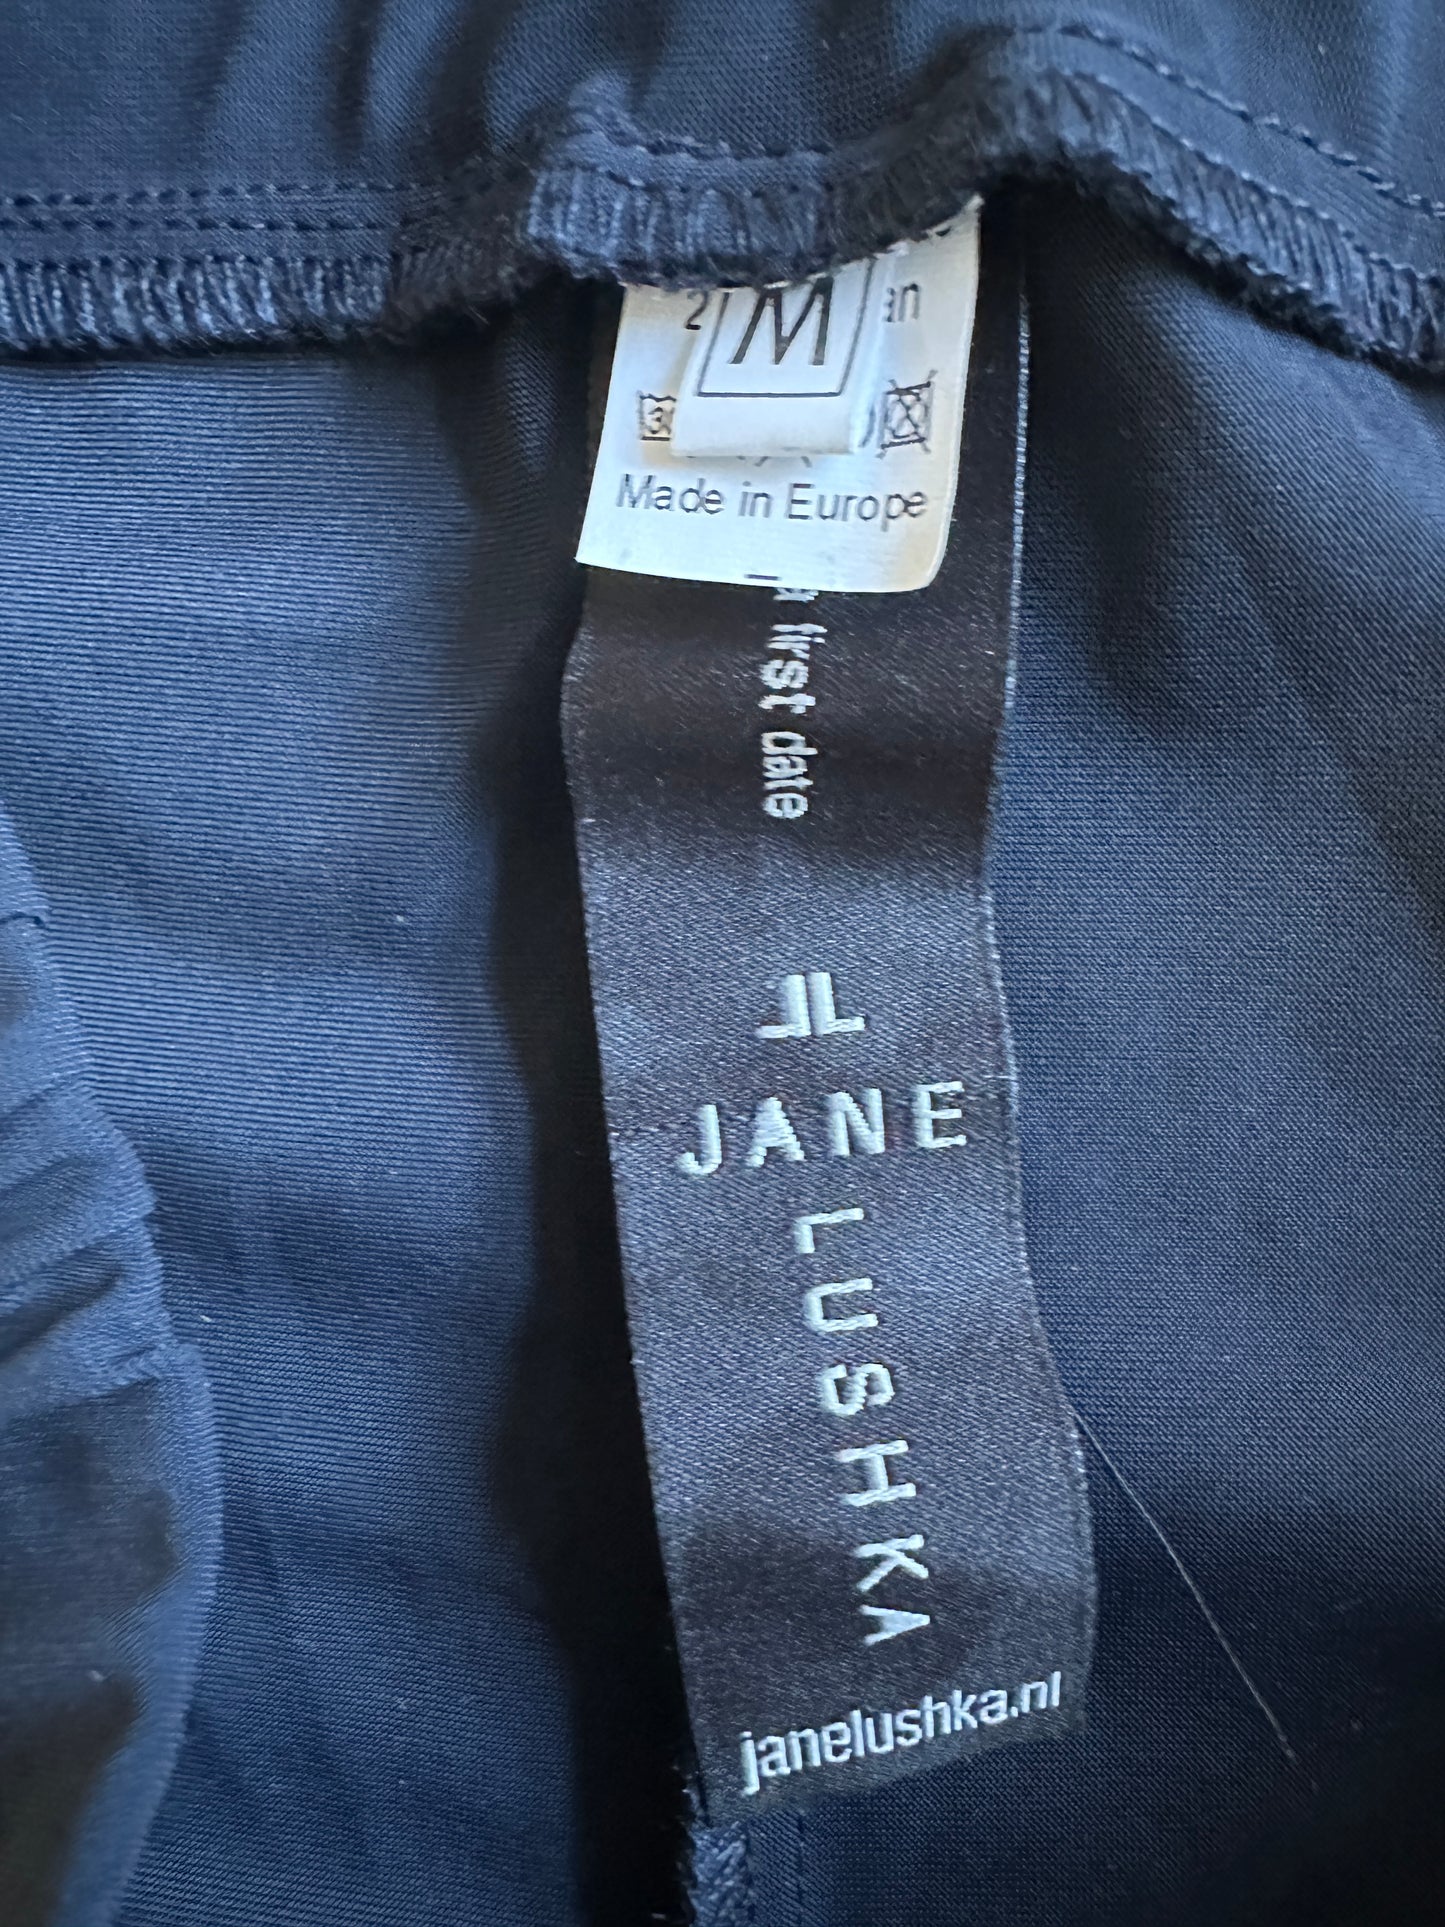 M
Made in Europe
first date
JL
JANE
LUSHKA
janelushka.nl